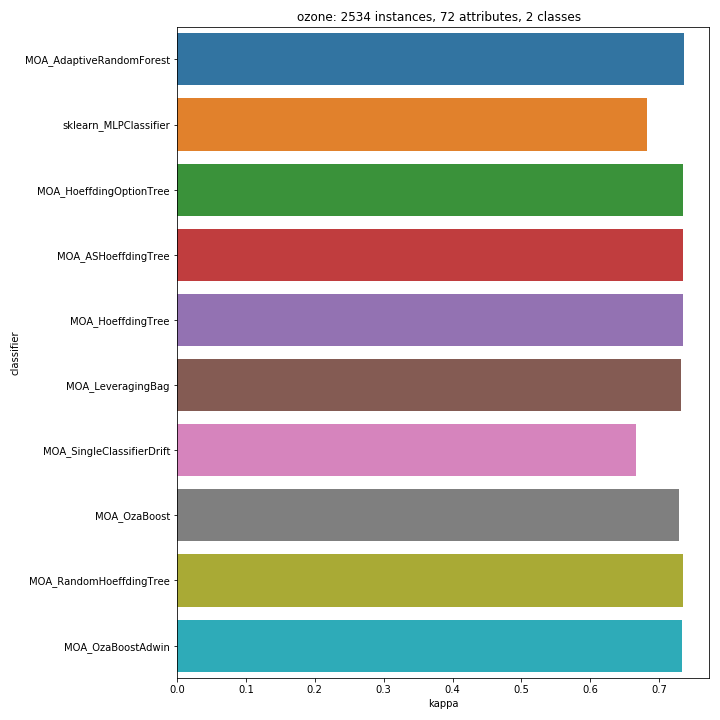 ozone: 2534 instances, 72 attributes, 2 classes
MOA_AdaptiveRandomForest
sklearn_MLPClassifier
MOA_HoeffdingOptionTree
MOA_ASHoeffdingTree
MOA_HoeffdingTree
classifier
MOA_LeveragingBag
MOA_SingleClassifierDrift
MOA_OzaBoost
MOA_RandomHoeffdingTree
MOA_OzaBoostAdwin
0.0 0.1 0.2 0.3 0.4 0.5 0.6 0.7
kappa